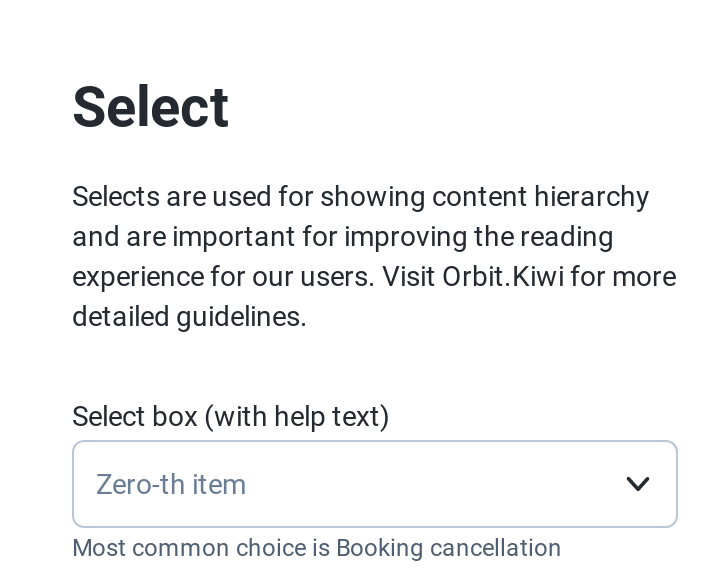 Select
Selects are used for showing content hierarchy
and are important for improving the reading
experience for our users. Visit Orbit.Kiwi for more
detailed guidelines.
Select box (with help text)
Zero-th item
Most common choice is Booking cancellation